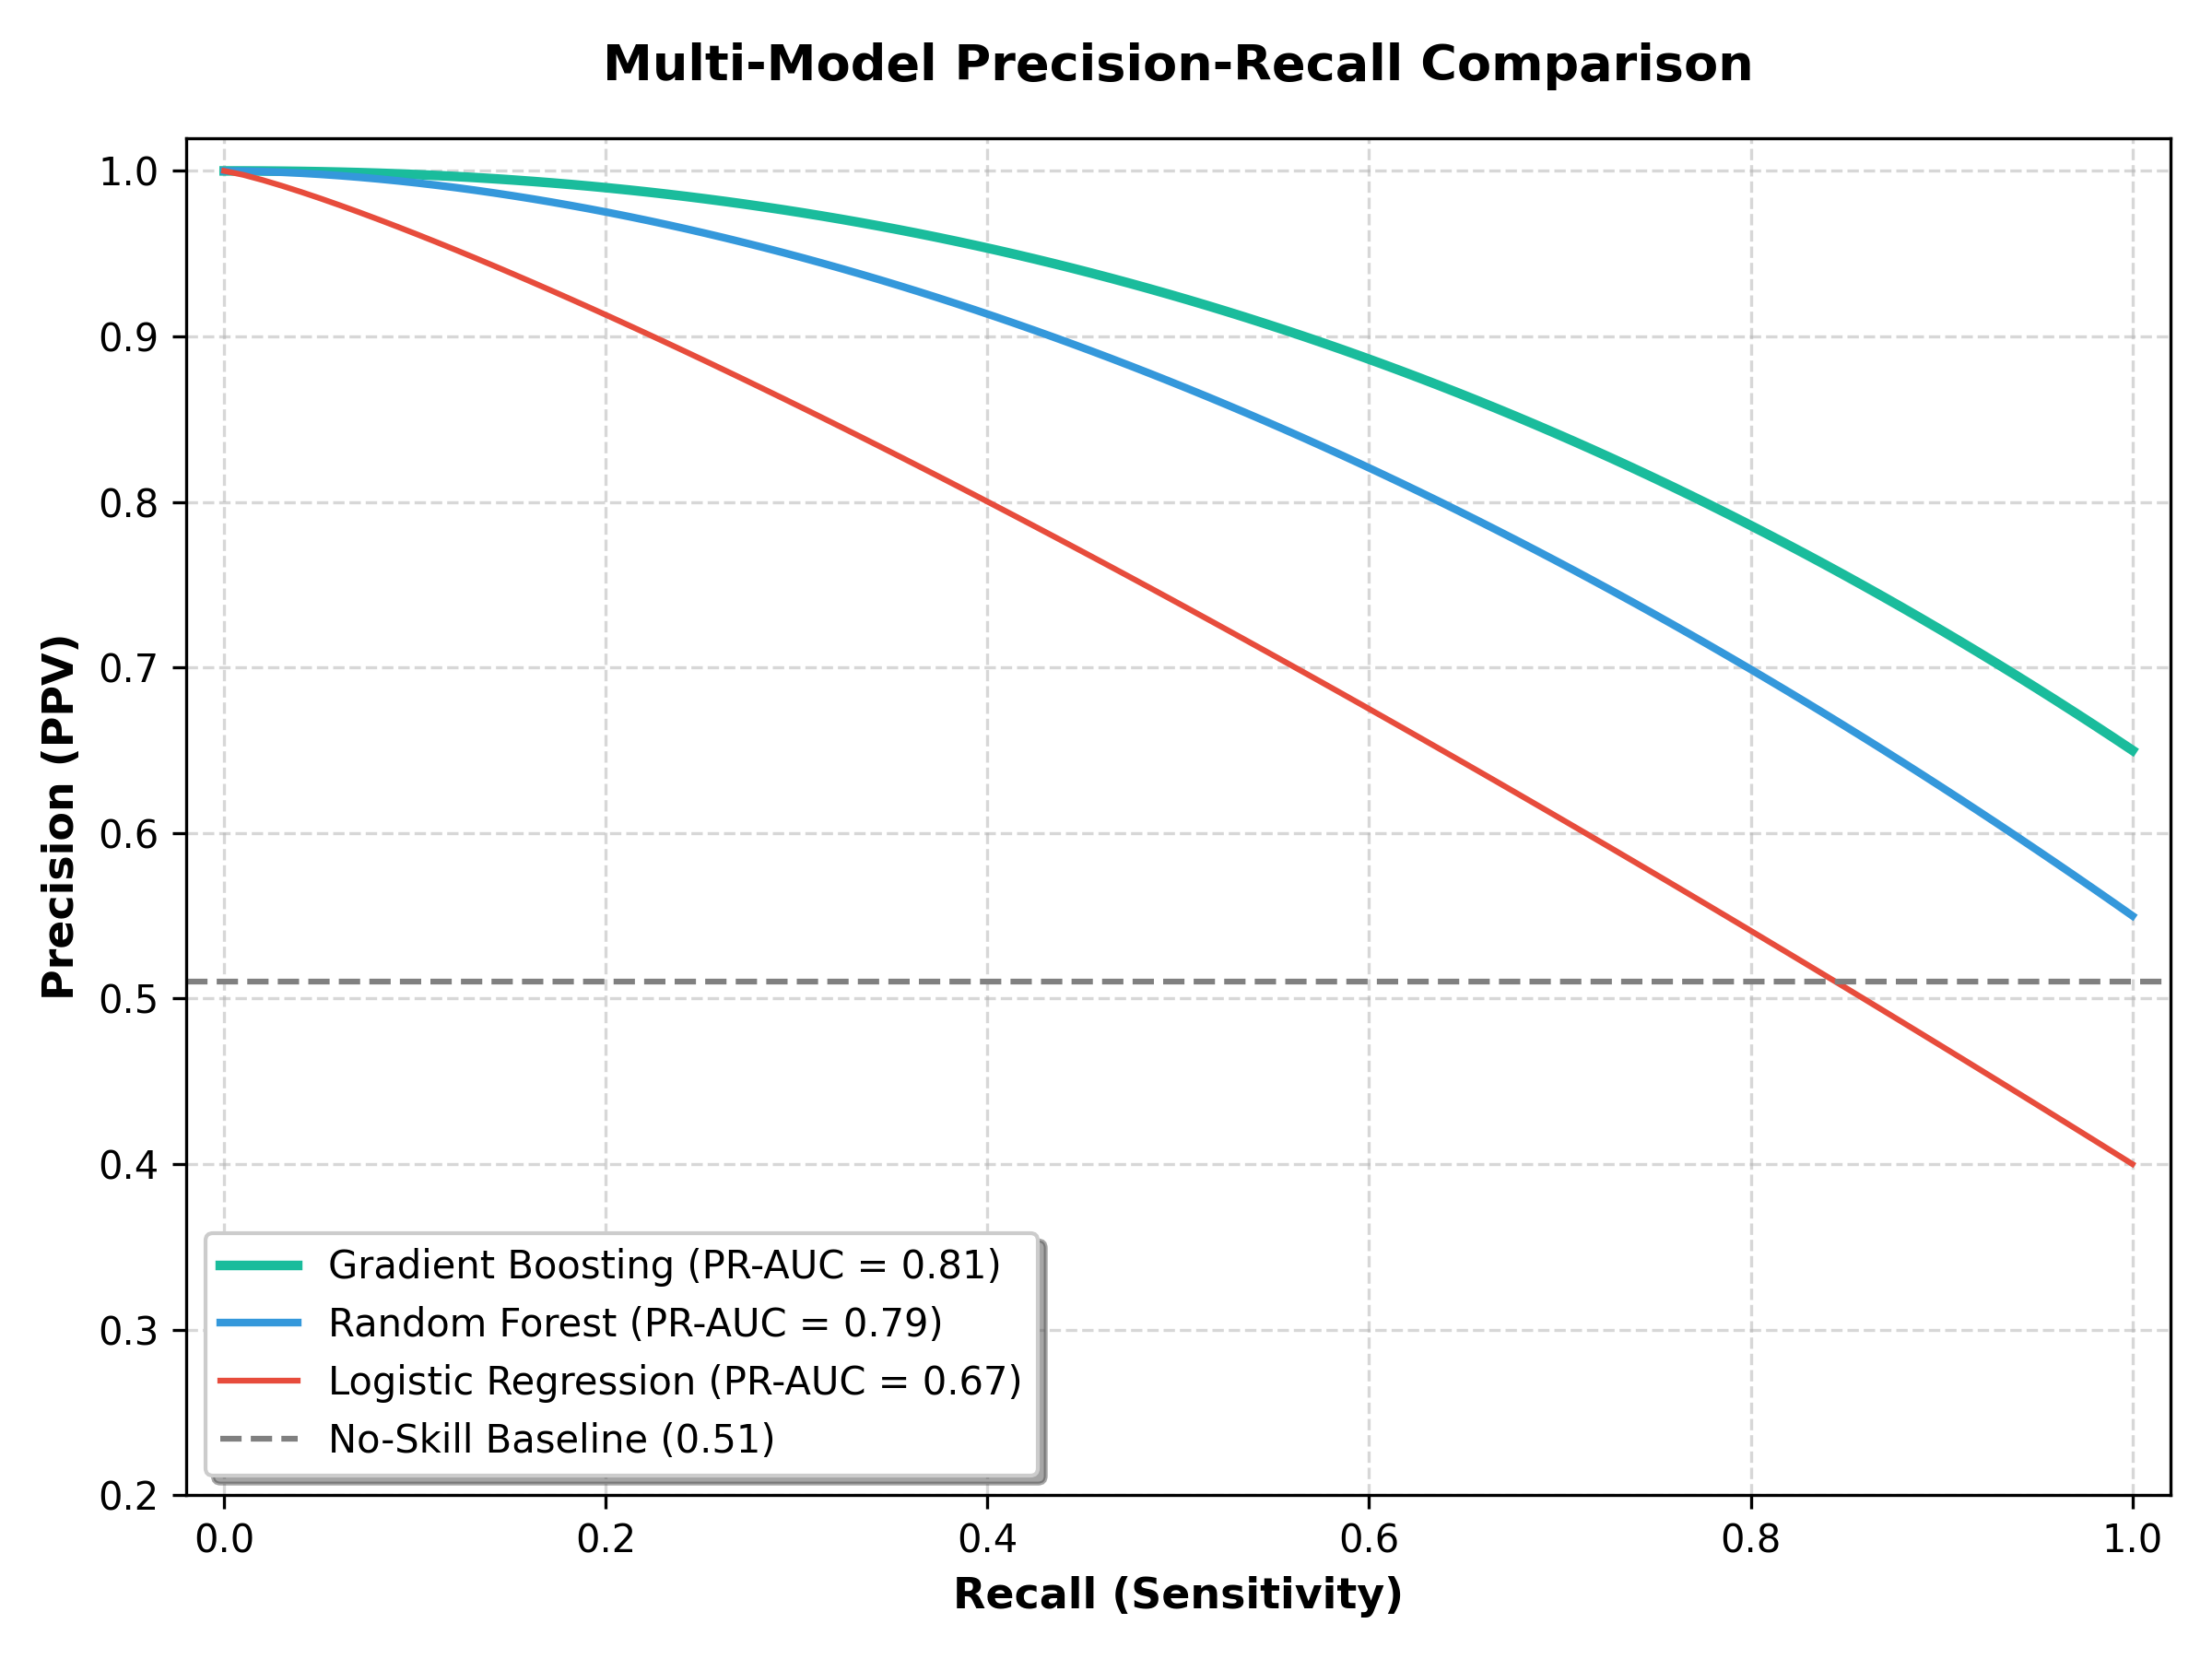 Multi-Model Precision-Recall Comparison
Precision (PPV)
1.0
0.9
0.8
0.7
0.6
0.5
0.4
0.3
0.2
Gradient Boosting (PR-AUC = 0.81)
Random Forest (PR-AUC = 0.79)
Logistic Regression (PR-AUC = 0.67)
No-Skill Baseline (0.51)
0.0 0.2 0.4 0.6 0.8 1.0
Recall (Sensitivity)